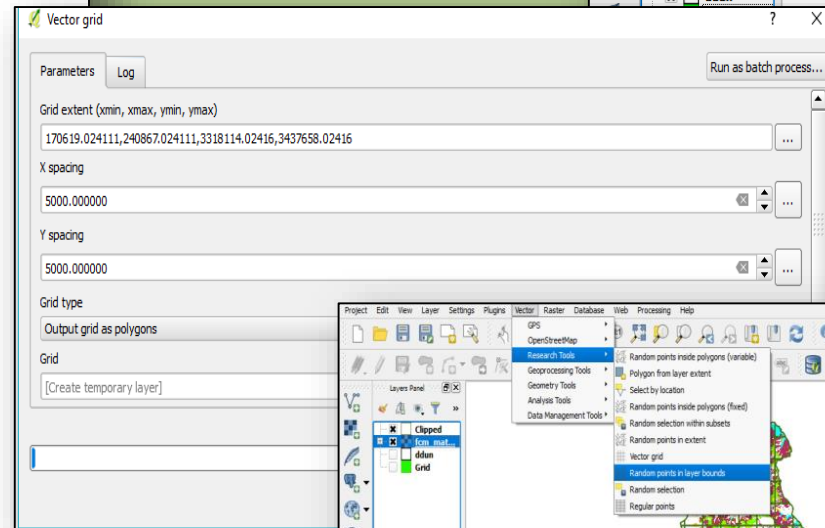 Vector grid ? X
Parameters Log Run as batch process...
Grid extent (xmin, xmax, ymin, ymax)
170619.024111,240867.024111,3318114.02416,3437658.02416 ...
X spacing
5000.000000 ...
Y spacing
5000.000000 ...
Grid type
Output grid as polygons
Grid
[Create temporary layer]
Project Edit View Layer Settings Plugins Vector Raster Database Web Processing Help
GPS
OpenStreetMap
Research Tools
Geoprocessing Tools
Geometry Tools
Analysis Tools
Data Management Tools
Random points inside polygons (variable)
Polygon from layer extent
Select by location
Random points inside polygons (fixed)
Random selection within subsets
Random points in extent
Vector grid
Random points in layer bounds
Random selection
Regular points
Layers Panel
Clipped
fcm_mat...
ddun
Grid